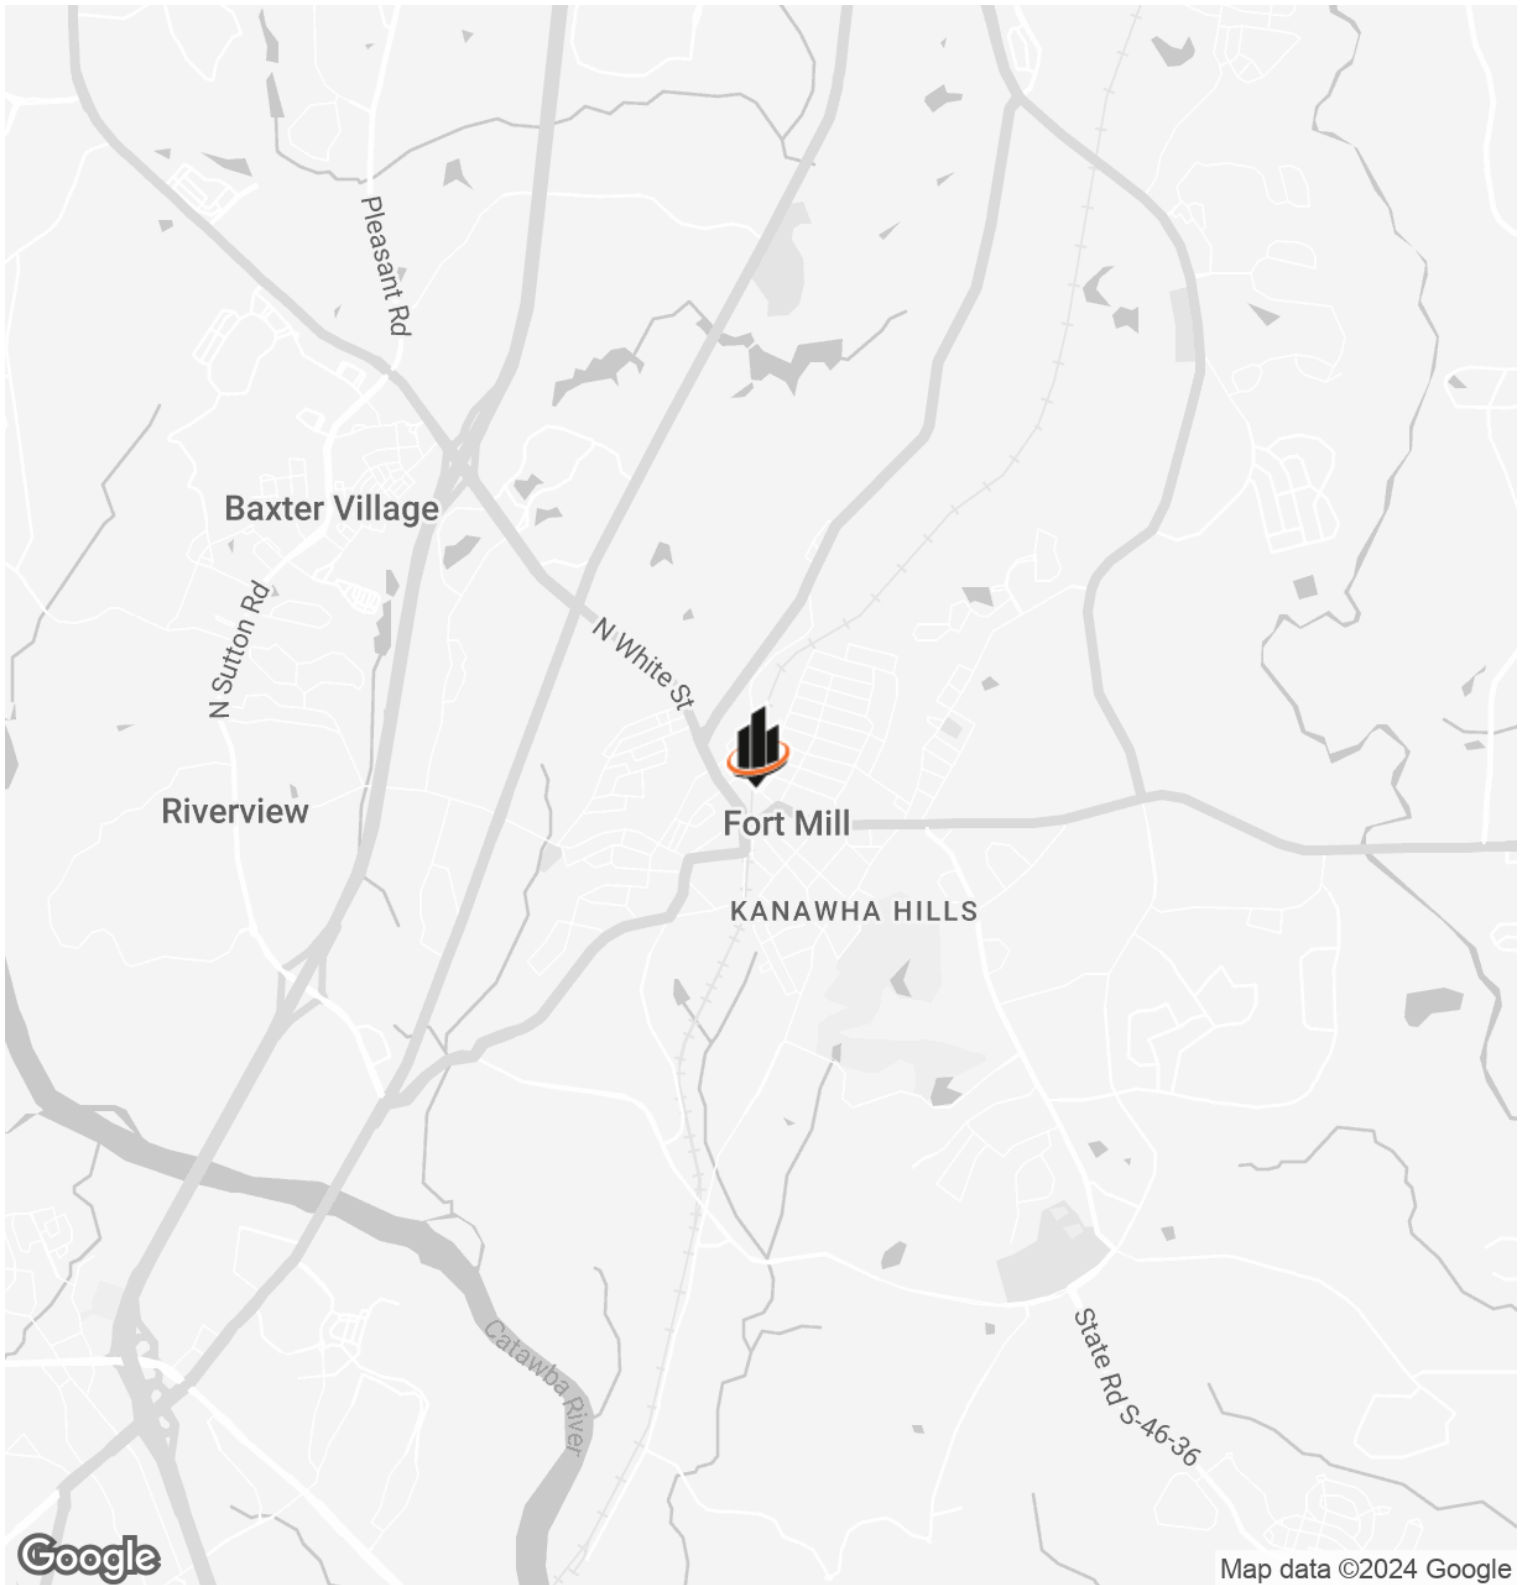 Pleasant Rd
Baxter Village
N Sutton Rd
N White St
Riverview
Fort Mill
KANAWHA HILLS
Catawba River
State Rd S-46-36
Google
Map data ©2024 Google